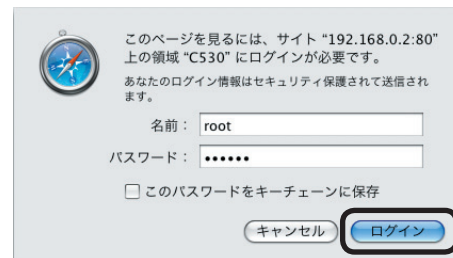 このページを見るには、サイト “192.168.0.2:80”
上の領域 “C530” にログインが必要です。
あなたのログイン情報はセキュリティ保護されて送信され
ます。
名前： root
パスワード： ••••••
このパスワードをキーチェーンに保存
キャンセル ログイン